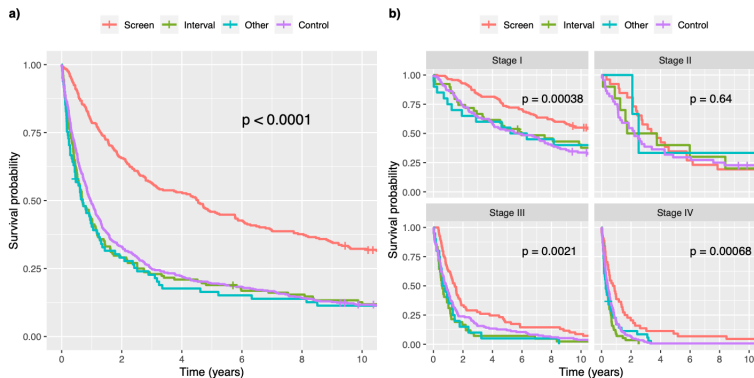 a)
Screen Interval Other Control
1.00
0.75
0.50
0.25
0.00
Survival probability
p < 0.0001
0 2 4 6 8 10
Time (years)
b)
Screen Interval Other Control
Stage I Stage II
1.00
0.75
0.50
0.25
0.00
p = 0.00038 p = 0.64
Survival probability
Stage III Stage IV
1.00
0.75
0.50
0.25
0.00
p = 0.0021 p = 0.00068
0 2 4 6 8 10 0 2 4 6 8 10
Time (years)